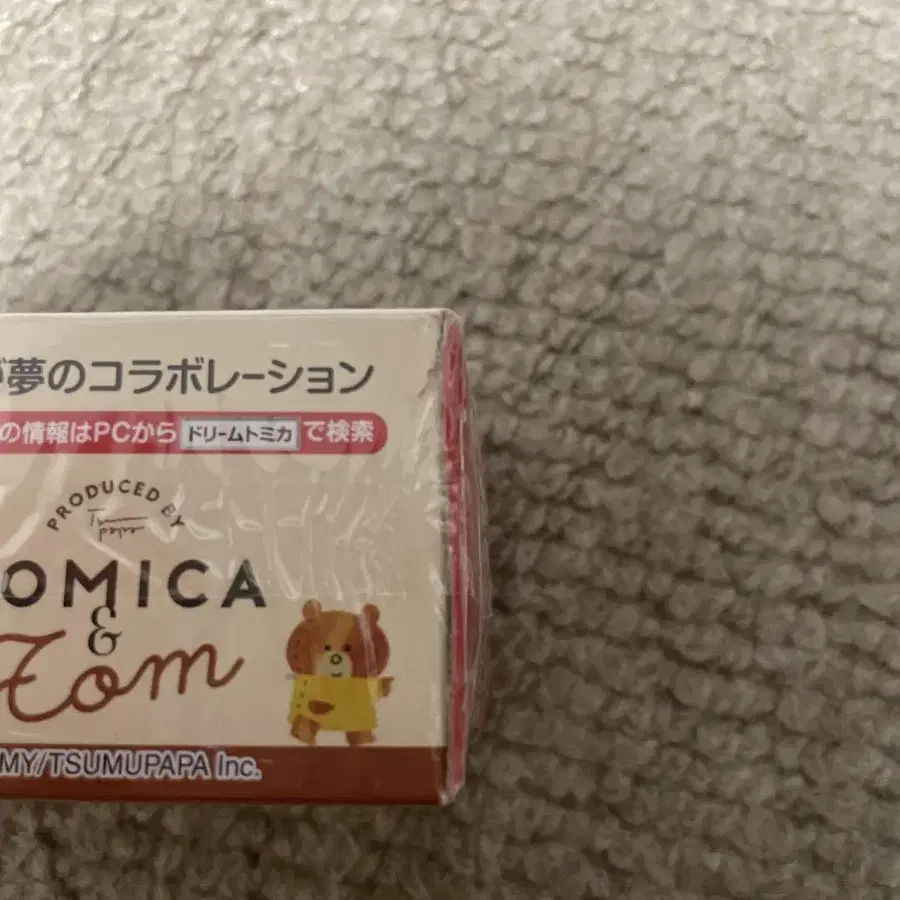 夢のコラボレーション
の情報はPCから ドリームトミカ で検索
PRODUCED BY
OMICA
&
Tom
MY/TSUMUPAPA Inc.